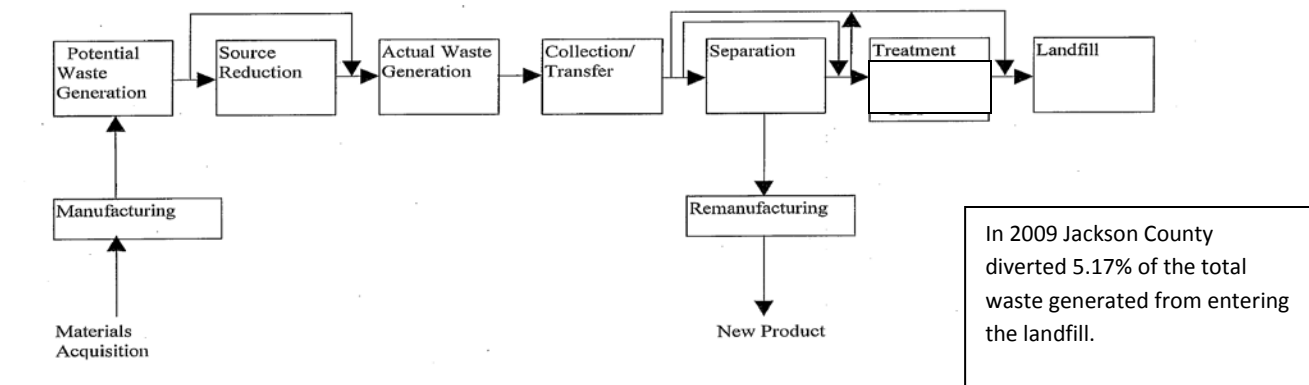 Potential
Waste
Generation
Source
Reduction
Actual Waste
Generation
Collection/
Transfer
Separation
Treatment
Landfill
Manufacturing
Remanufacturing
Materials
Acquisition
New Product
In 2009 Jackson County
diverted 5.17% of the total
waste generated from entering
the landfill.